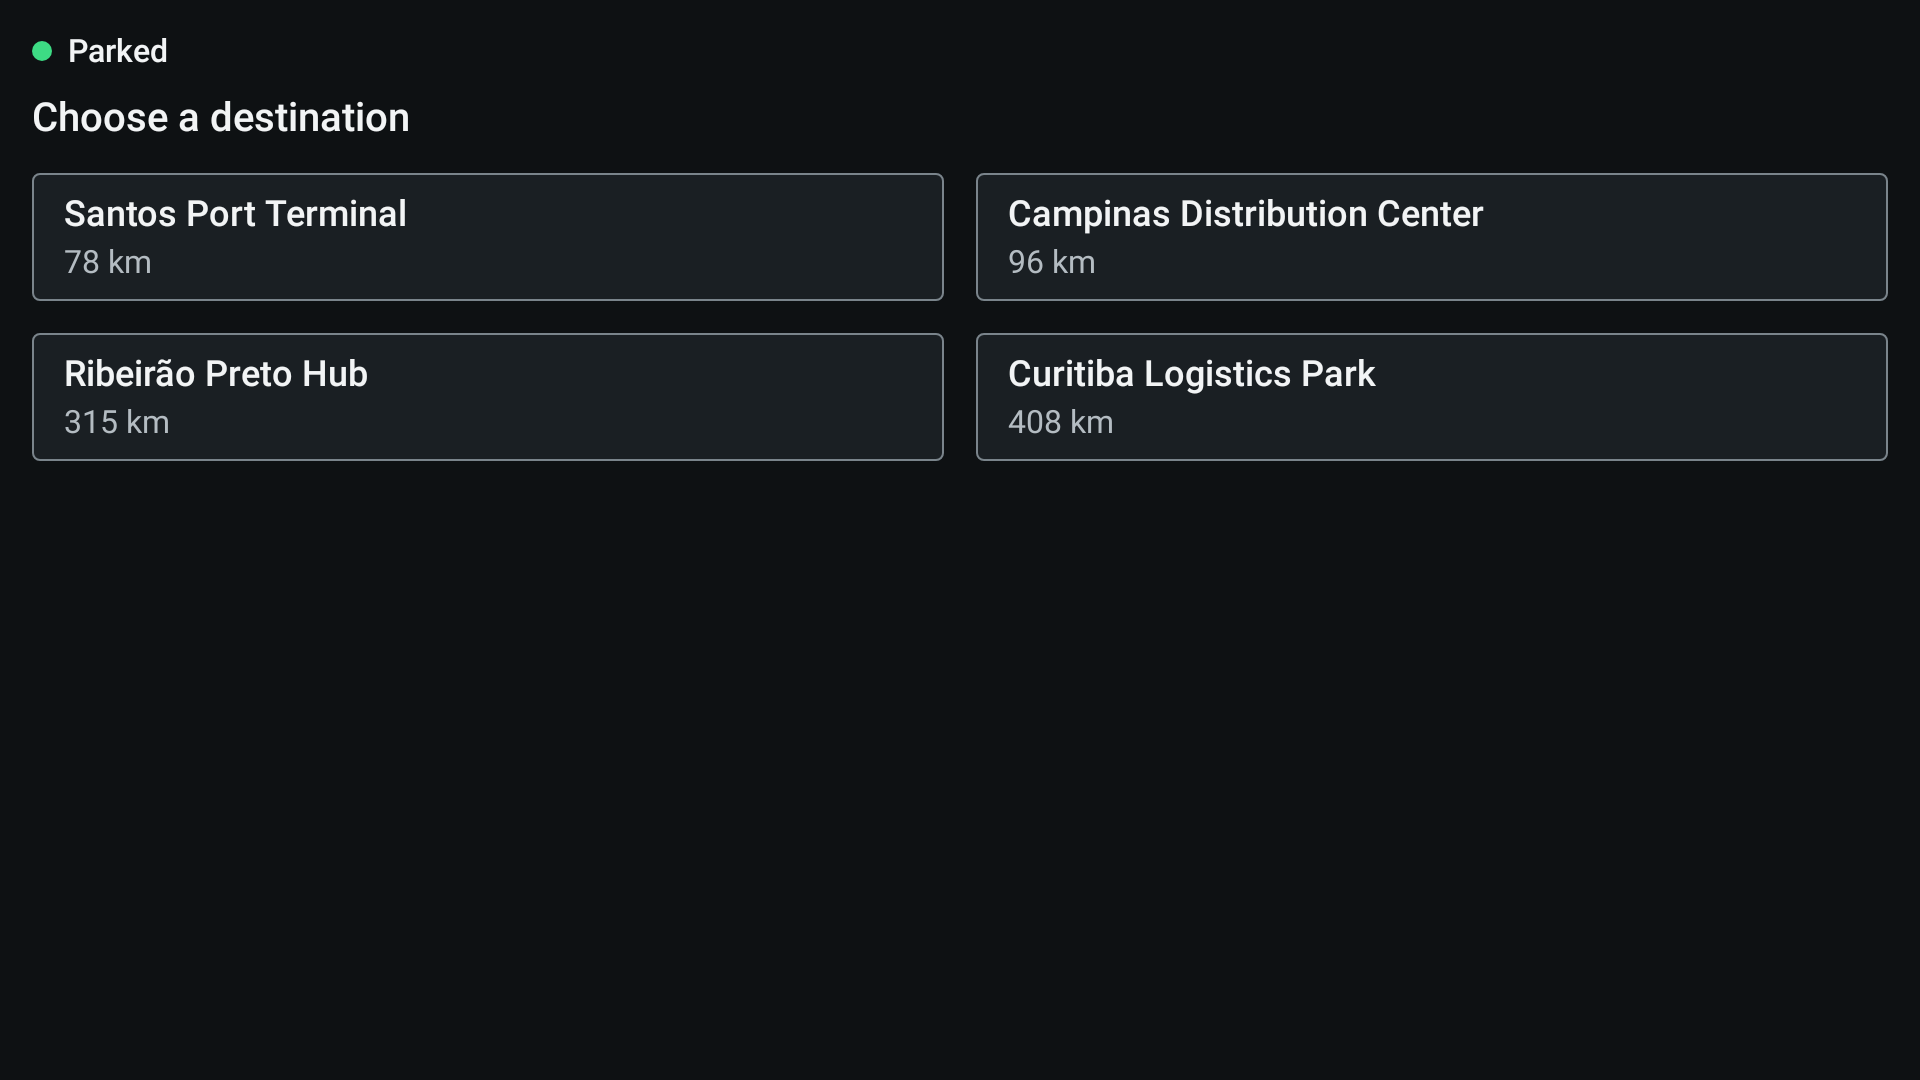 Parked
Choose a destination
Santos Port Terminal
78 km
Campinas Distribution Center
96 km
Ribeirão Preto Hub
315 km
Curitiba Logistics Park
408 km